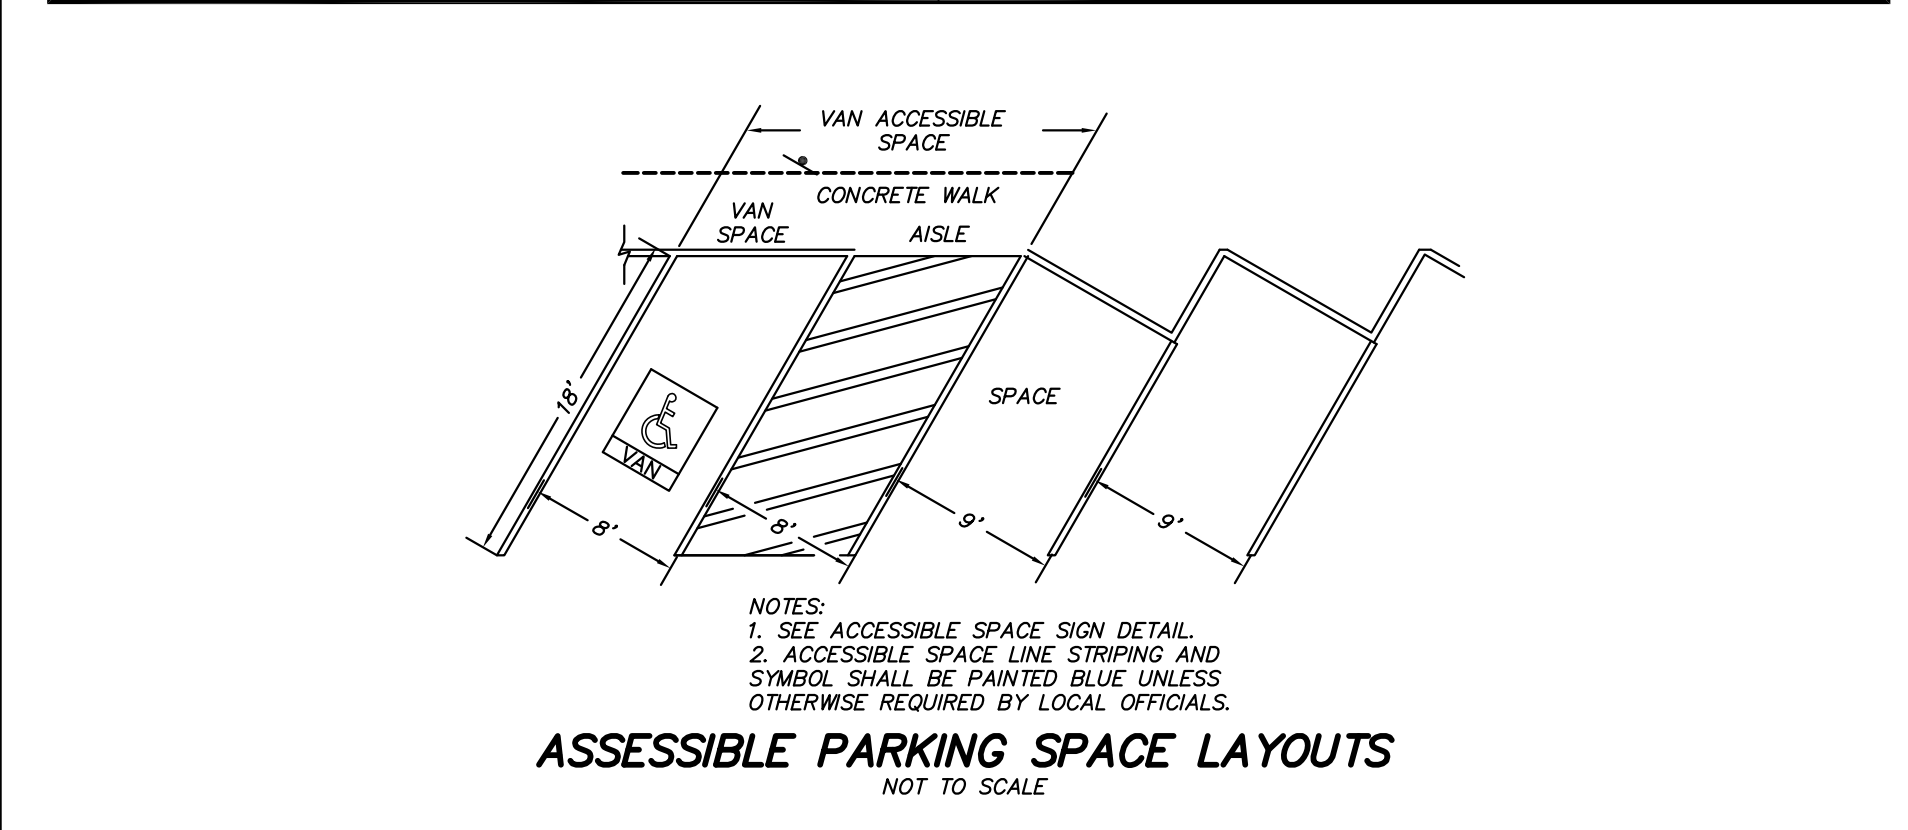 VAN ACCESSIBLE
SPACE
CONCRETE WALK
VAN
SPACE
AISLE
18'
SPACE
VAN
8'
8'
9'
9'
NOTES:
1. SEE ACCESSIBLE SPACE SIGN DETAIL.
2. ACCESSIBLE SPACE LINE STRIPING AND
SYMBOL SHALL BE PAINTED BLUE UNLESS
OTHERWISE REQUIRED BY LOCAL OFFICIALS.
ASSESSIBLE PARKING SPACE LAYOUTS
NOT TO SCALE